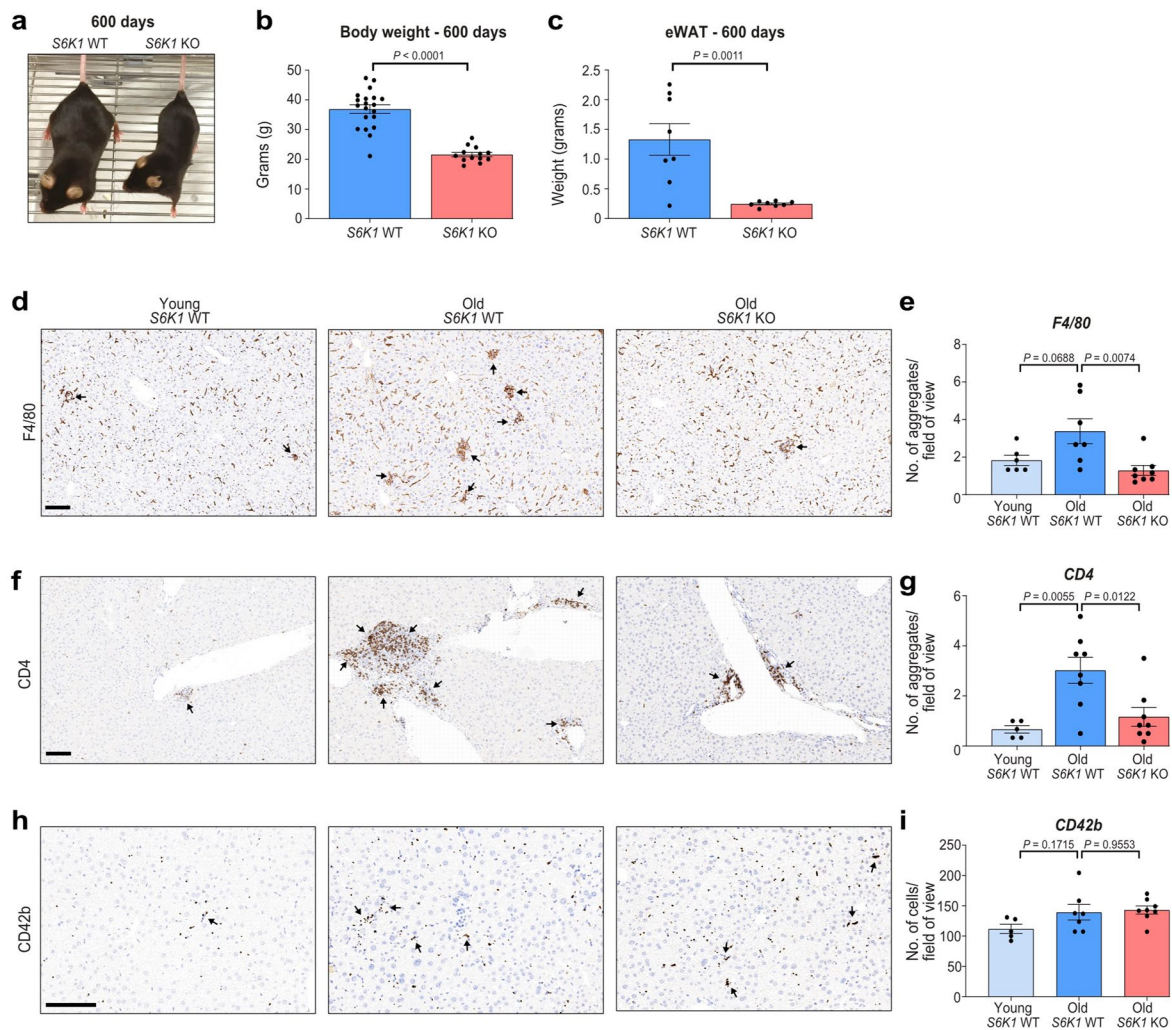 a
600 days
S6K1 WT
S6K1 KO
b
Body weight - 600 days
P < 0.0001
Grams (g)
50
40
30
20
10
0
S6K1 WT
S6K1 KO
c
eWAT - 600 days
P = 0.0011
Weight (grams)
2.5
2.0
1.5
1.0
0.5
0
S6K1 WT
S6K1 KO
d
Young
S6K1 WT
Old
S6K1 WT
Old
S6K1 KO
F4/80
e
F4/80
P = 0.0688
P = 0.0074
No. of aggregates/
field of view
8
6
4
2
0
Young
S6K1 WT
Old
S6K1 WT
Old
S6K1 KO
f
CD4
g
CD4
P = 0.0055
P = 0.0122
No. of aggregates/
field of view
6
4
2
0
Young
S6K1 WT
Old
S6K1 WT
Old
S6K1 KO
h
CD42b
i
CD42b
P = 0.1715
P = 0.9553
No. of cells/
field of view
250
200
150
100
50
0
Young
S6K1 WT
Old
S6K1 WT
Old
S6K1 KO